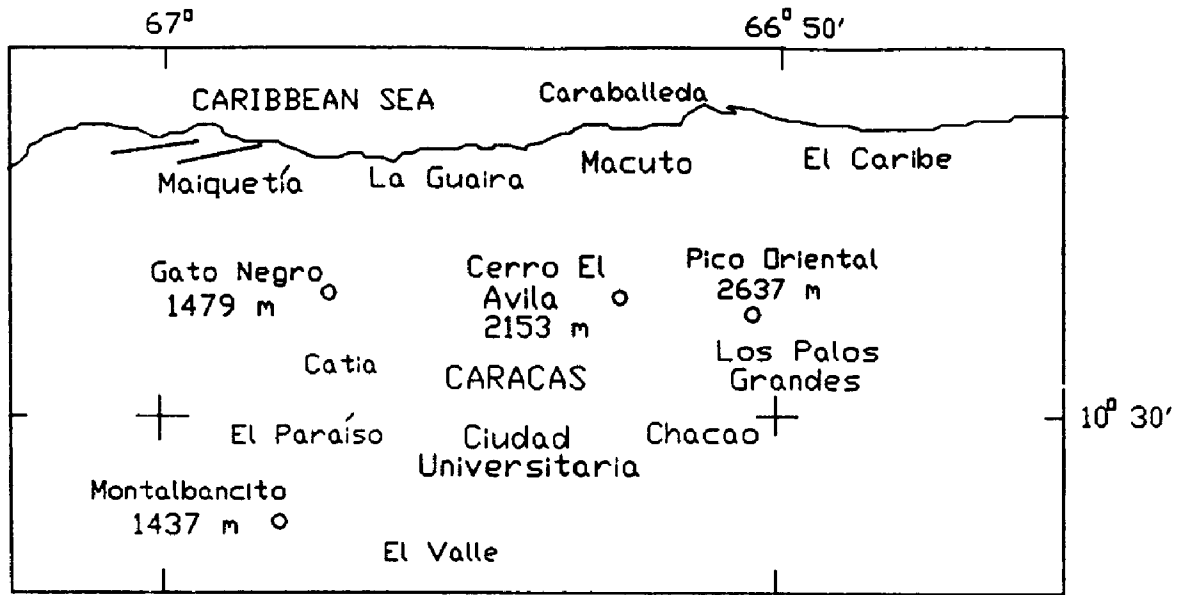 67°
66° 50'
CARIBBEAN SEA
Caraballeda
Maiquetía
La Guaira
Macuto
El Caribe
Gato Negro
1479 m
Cerro El
Avila
2153 m
Pico Oriental
2637 m
Catia
CARACAS
Los Palos
Grandes
10° 30'
El Paraíso
Ciudad
Universitaria
Chacao
Montalbancito
1437 m
El Valle